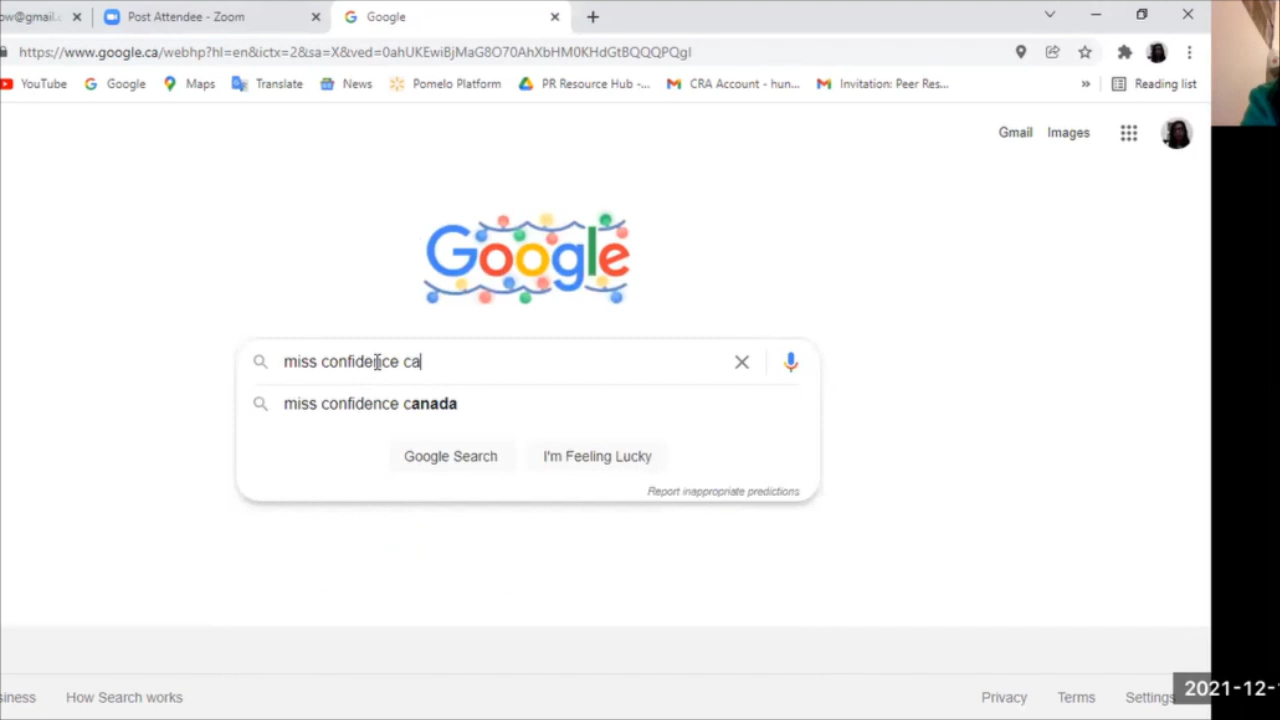 ow@gmail.c
Post Attendee - Zoom
Google
https://www.google.ca/webhp?hl=en&ictx=2&sa=X&ved=0ahUKEwiBjMaG8O70AhXbHM0KHdGtBQQQPQgI
YouTube
Google
Maps
Translate
News
Pomelo Platform
PR Resource Hub -...
CRA Account - hun...
Invitation: Peer Res...
»
Reading list
Gmail
Images
Google
miss confidence ca
miss confidence canada
Google Search
I'm Feeling Lucky
Report inappropriate predictions
siness
How Search works
Privacy
Terms
Settings
2021-12-